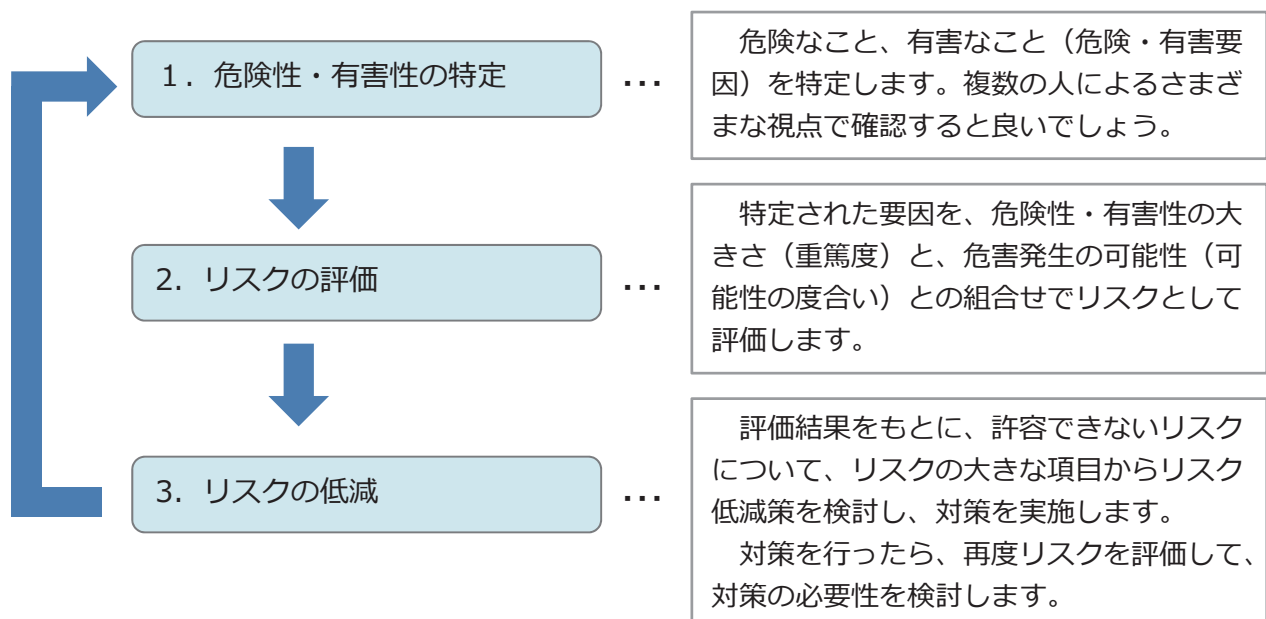 1．危険性・有害性の特定
…
危険なこと、有害なこと（危険・有害要
因）を特定します。複数の人によるさまざ
まな視点で確認すると良いでしょう。
2．リスクの評価
…
特定された要因を、危険性・有害性の大
きさ（重篤度）と、危害発生の可能性（可
能性の度合い）との組合せでリスクとして
評価します。
3．リスクの低減
…
評価結果をもとに、許容できないリスク
について、リスクの大きな項目からリスク
低減策を検討し、対策を実施します。
対策を行ったら、再度リスクを評価して、
対策の必要性を検討します。